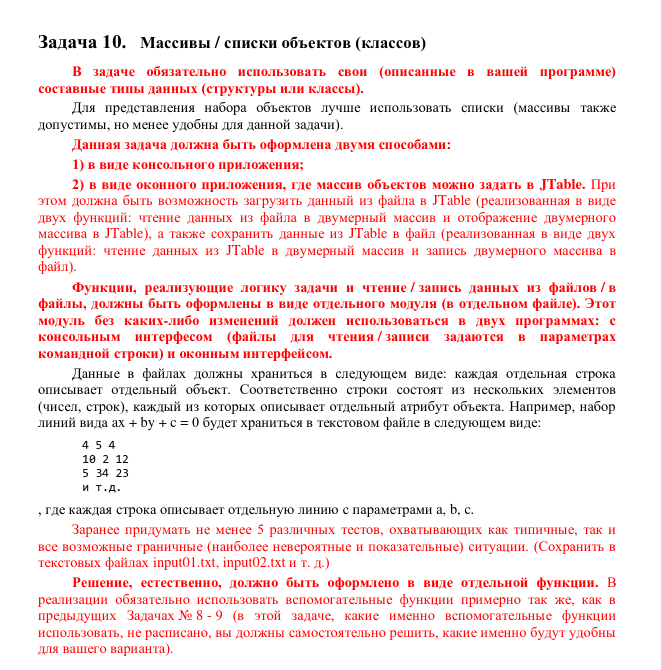 Задача 10. Массивы / списки объектов (классов)
В задаче обязательно использовать свои (описанные в вашей программе)
составные типы данных (структуры или классы).
Для представления набора объектов лучше использовать списки (массивы также
допустимы, но менее удобны для данной задачи).
Данная задача должна быть оформлена двумя способами:
1) в виде консольного приложения;
2) в виде оконного приложения, где массив объектов можно задать в JTable. При
этом должна быть возможность загрузить данный из файла в JTable (реализованная в виде
двух функций: чтение данных из файла в двумерный массив и отображение двумерного
массива в JTable), а также сохранить данные из JTable в файл (реализованная в виде двух
функций: чтение данных из JTable в двумерный массив и запись двумерного массива в
файл).
Функции, реализующие логику задачи и чтение / запись данных из файлов / в
файлы, должны быть оформлены в виде отдельного модуля (в отдельном файле). Этот
модуль без каких-либо изменений должен использоваться в двух программах: с
консольным интерфесом (файлы для чтения / записи задаются в параметрах
командной строки) и оконным интерфейсом.
Данные в файлах должны храниться в следующем виде: каждая отдельная строка
описывает отдельный объект. Соответственно строки состоят из нескольких элементов
(чисел, строк), каждый из которых описывает отдельный атрибут объекта. Например, набор
линий вида ax + by + c = 0 будет храниться в текстовом файле в следующем виде:
4 5 4
10 2 12
5 34 23
и т.д.
, где каждая строка описывает отдельную линию с параметрами a, b, c.
Заранее придумать не менее 5 различных тестов, охватывающих как типичные, так и
все возможные граничные (наиболее невероятные и показательные) ситуации. (Сохранить в
текстовых файлах input01.txt, input02.txt и т. д.)
Решение, естественно, должно быть оформлено в виде отдельной функции. В
реализации обязательно использовать вспомогательные функции примерно так же, как в
предыдущих Задачах № 8 - 9 (в этой задаче, какие именно вспомогательные функции
использовать, не расписано, вы должны самостоятельно решить, какие именно будут удобны
для вашего варианта).